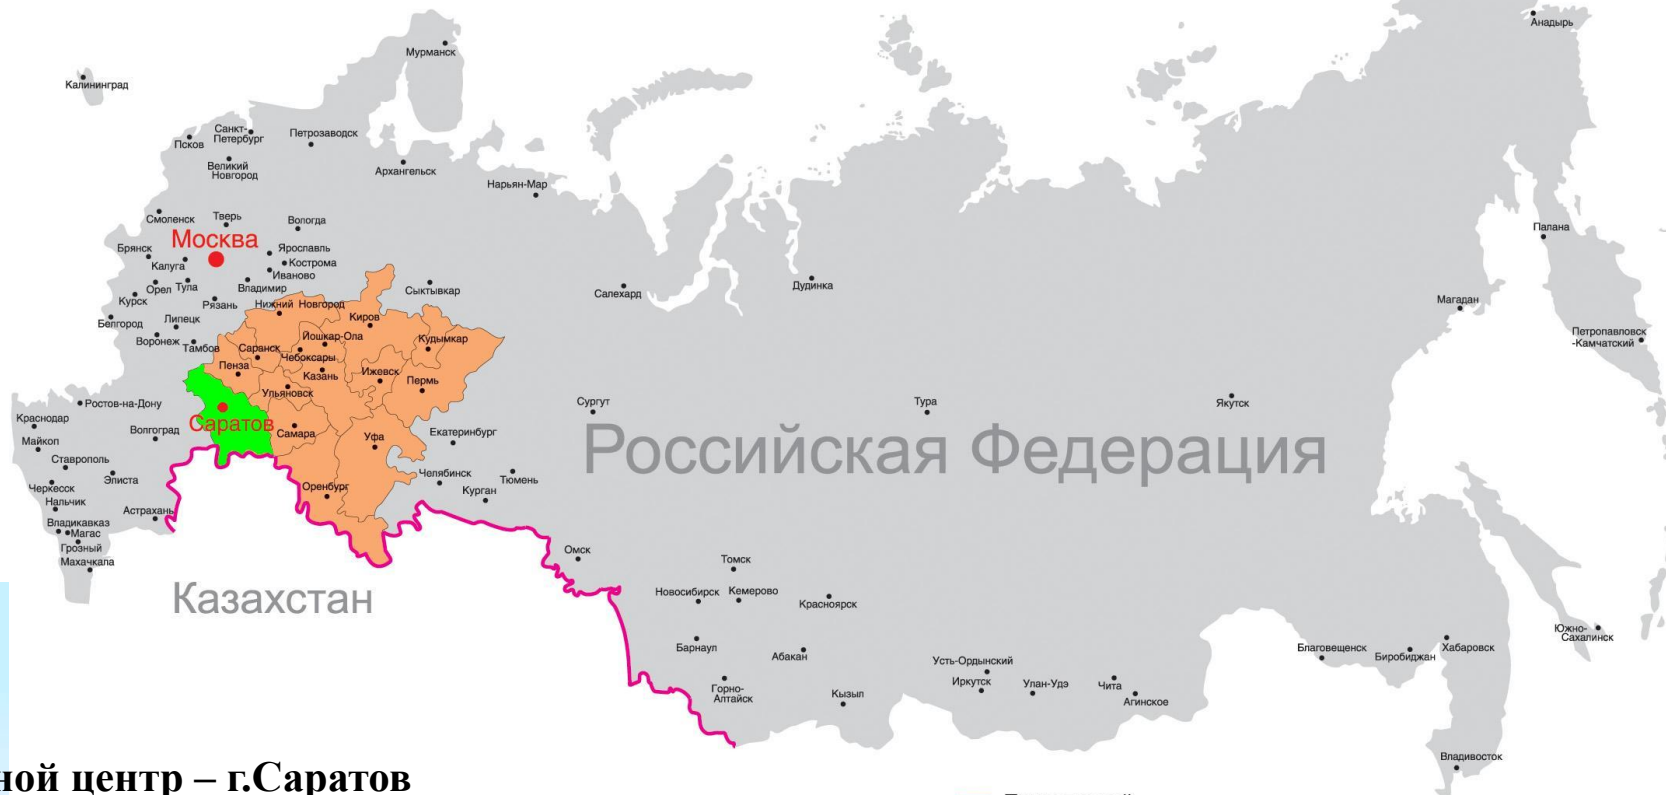 Анадырь
Мурманск
Калининград
Санкт-
Петербург
Петрозаводск
Псков
Великий
Новгород
Архангельск
Нарьян-Мар
Смоленск
Тверь
Вологда
Палана
Брянск
Москва
Ярославль
Калуга
Кострома
Иваново
Орел
Тула
Владимир
Сыктывкар
Салехард
Дудинка
Курск
Рязань
Нижний Новгород
Магадан
Белгород
Липецк
Киров
Петропавловск
-Камчатский
Воронеж
Тамбов
Саранск
Йошкар-Ола
Кудымкар
Чебоксары
Пенза
Казань
Ижевск
Пермь
Ульяновск
Ростов-на-Дону
Сургут
Тура
Якутск
Краснодар
Саратов
Волгоград
Самара
Уфа
Екатеринбург
Российская Федерация
Майкоп
Ставрополь
Элиста
Челябинск
Тюмень
Черкесск
Оренбург
Курган
Нальчик
Астрахань
Владикавказ
Магас
Грозный
Омск
Махачкала
Томск
Казахстан
Новосибирск
Кемерово
Красноярск
Южно-
Сахалинск
Барнаул
Абакан
Благовещенск
Биробиджан
Хабаровск
Усть-Ордынский
Иркутск
Улан-Удэ
Чита
Горно-
Алтайск
Кызыл
Агинское
Владивосток
ной центр – г.Саратов